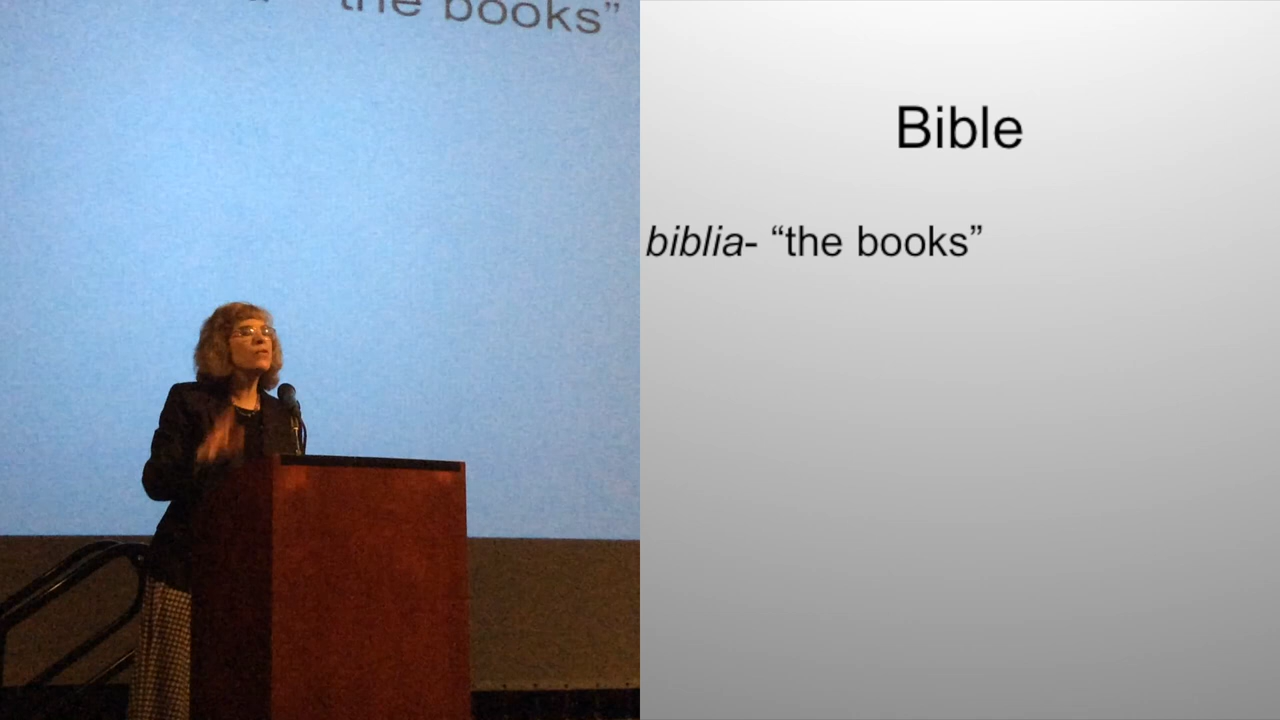 the books”
Bible
biblia- “the books”